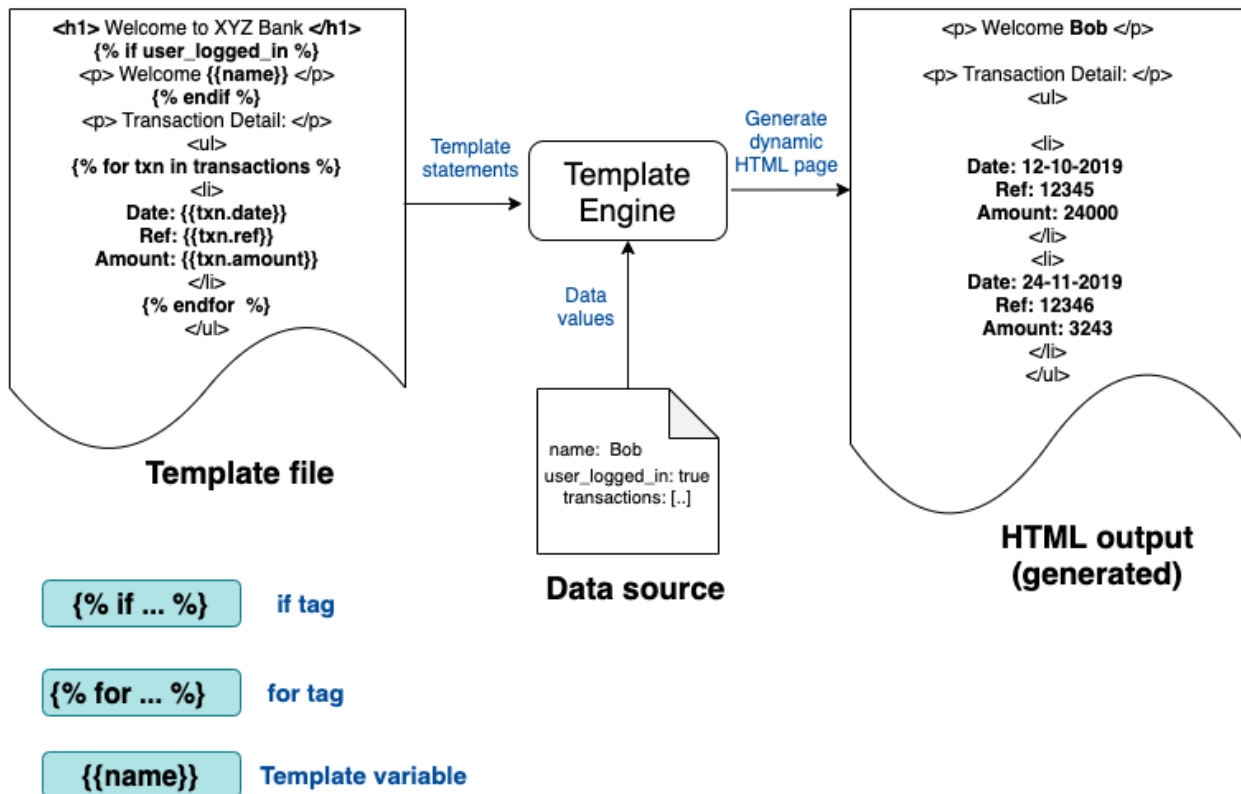 <h1> Welcome to XYZ Bank </h1>
{% if user_logged_in %}
<p> Welcome {{name}} </p>
{% endif %}
<p> Transaction Detail: </p>
<ul>
{% for txn in transactions %}
<li>
Date: {{txn.date}}
Ref: {{txn.ref}}
Amount: {{txn.amount}}
</li>
{% endfor  %}
</ul>
Template file
Template
statements
Template
Engine
Data
values
name:  Bob
user_logged_in: true
transactions: [..]
Data source
Generate
dynamic
HTML page
<p> Welcome Bob </p>
<p> Transaction Detail: </p>
<ul>
<li>
Date: 12-10-2019
Ref: 12345
Amount: 24000
</li>
<li>
Date: 24-11-2019
Ref: 12346
Amount: 3243
</li>
</ul>
HTML output
(generated)
{% if ... %}
if tag
{% for ... %}
for tag
{{name}}
Template variable